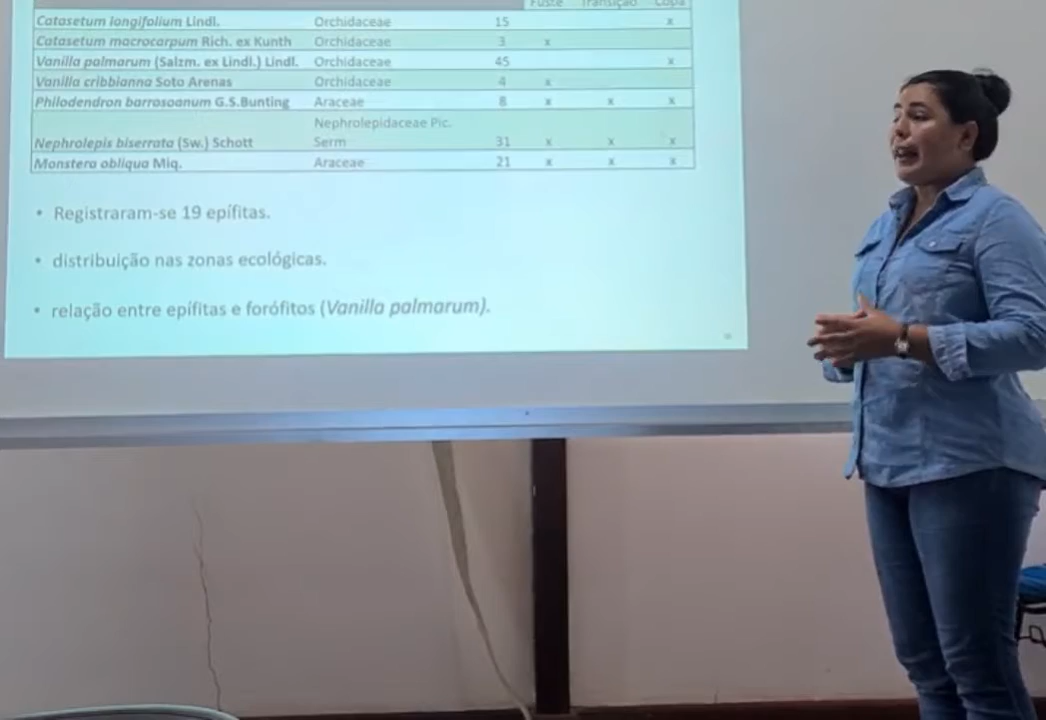 Fuste Transição Copa
Catasetum longifolium Lindl. Orchidaceae 15 x
Catasetum macrocarpum Rich. ex Kunth Orchidaceae 3 x
Vanilla palmarum (Salzm. ex Lindl.) Lindl. Orchidaceae 45 x
Vanilla cribbianna Soto Arenas Orchidaceae 4 x
Philodendron barrosoanum G.S.Bunting Araceae 8 x x x
Nephrolepidaceae Pic.
Nephrolepis biserrata (Sw.) Schott Serm 31 x x x
Monstera obliqua Miq. Araceae 21 x x x
• Registraram-se 19 epífitas.
• distribuição nas zonas ecológicas.
• relação entre epífitas e forófitos (Vanilla palmarum).